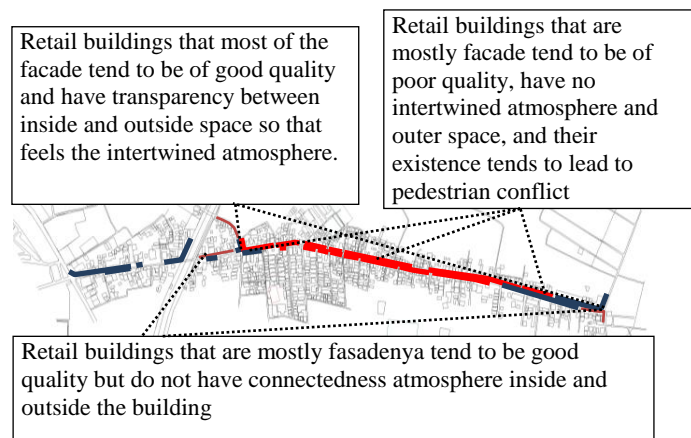 Retail buildings that most of the
facade tend to be of good quality
and have transparency between
inside and outside space so that
feels the intertwined atmosphere.
Retail buildings that are
mostly facade tend to be of
poor quality, have no
intertwined atmosphere and
outer space, and their
existence tends to lead to
pedestrian conflict
Retail buildings that are mostly fasadenya tend to be good
quality but do not have connectedness atmosphere inside and
outside the building